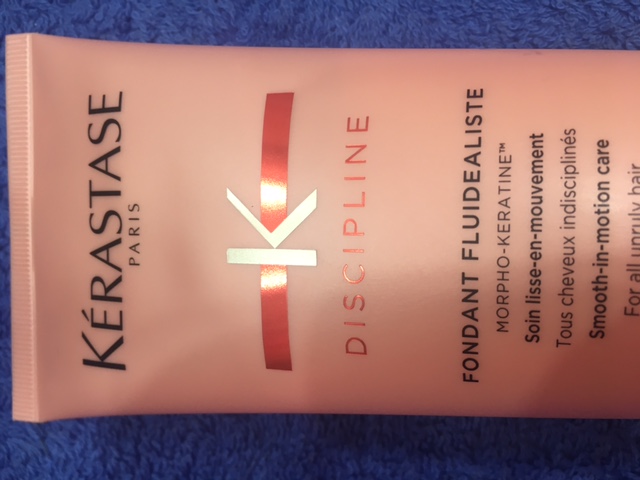 KÉRASTASE
PARIS
K
DISCIPLINE
FONDANT FLUIDEALISTE
MORPHO-KERATINE™
Soin lisse-en-mouvement
Tous cheveux indisciplinés
Smooth-in-motion care
For all unruly hair